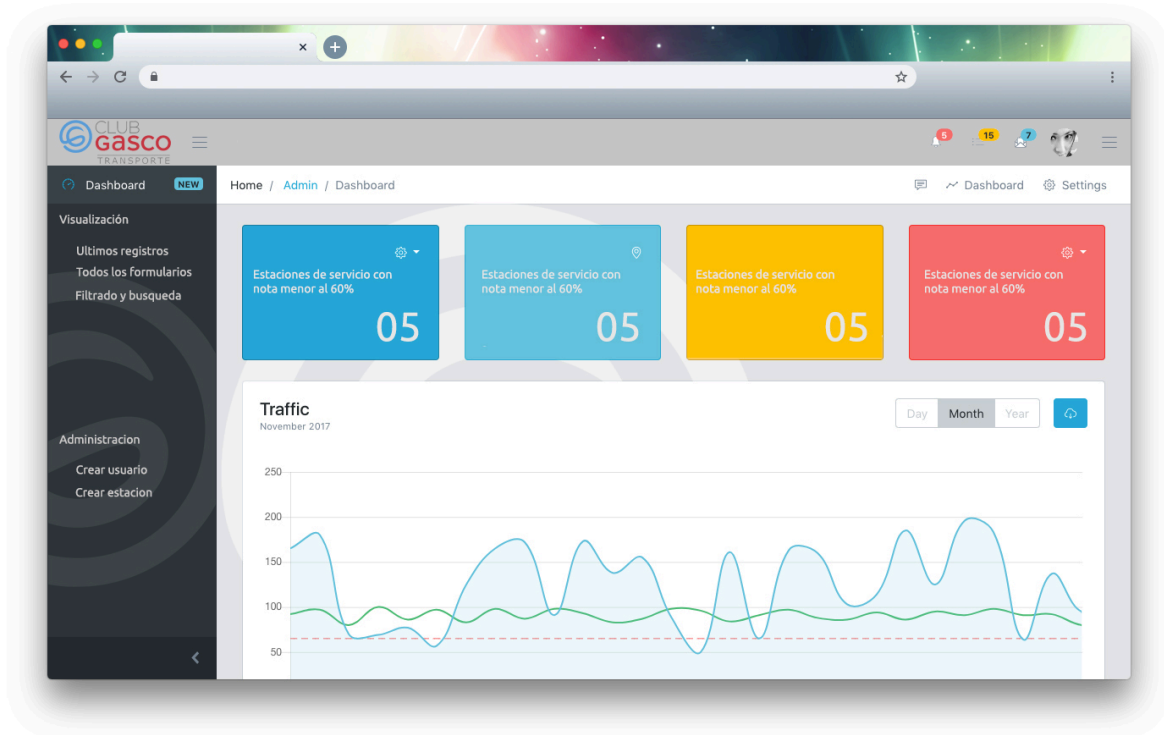 CLUB
Gasco
TRANSPORTE
5
15
7
Dashboard NEW
Home / Admin / Dashboard
Dashboard
Settings
Visualización
Ultimos registros
Todos los formularios
Filtrado y busqueda
Administracion
Crear usuario
Crear estacion
Estaciones de servicio con
nota menor al 60%
05
Estaciones de servicio con
nota menor al 60%
05
Estaciones de servicio con
nota menor al 60%
05
Estaciones de servicio con
nota menor al 60%
05
Traffic
November 2017
Day Month Year
250
200
150
100
50